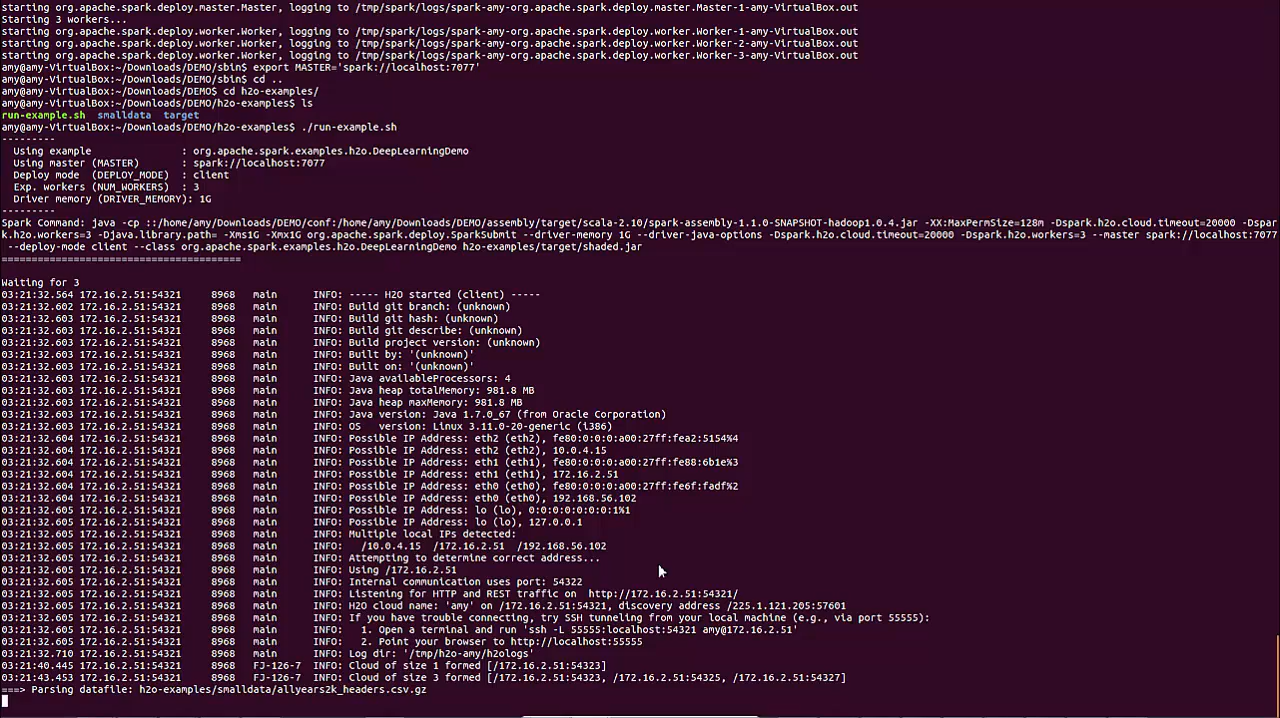 starting org.apache.spark.deploy.master.Master, logging to /tmp/spark/logs/spark-amy-org.apache.spark.deploy.master.Master-1-amy-VirtualBox.out
Starting 3 workers...
starting org.apache.spark.deploy.worker.Worker, logging to /tmp/spark/logs/spark-amy-org.apache.spark.deploy.worker.Worker-1-amy-VirtualBox.out
starting org.apache.spark.deploy.worker.Worker, logging to /tmp/spark/logs/spark-amy-org.apache.spark.deploy.worker.Worker-2-amy-VirtualBox.out
starting org.apache.spark.deploy.worker.Worker, logging to /tmp/spark/logs/spark-amy-org.apache.spark.deploy.worker.Worker-3-amy-VirtualBox.out
amy@amy-VirtualBox:~/Downloads/DEMO/sbin$ export MASTER='spark://localhost:7077'
amy@amy-VirtualBox:~/Downloads/DEMO/sbin$ cd ..
amy@amy-VirtualBox:~/Downloads/DEMO$ cd h2o-examples/
amy@amy-VirtualBox:~/Downloads/DEMO/h2o-examples$ ls
run-example.sh  smalldata  target
amy@amy-VirtualBox:~/Downloads/DEMO/h2o-examples$ ./run-example.sh
---------
  Using example             : org.apache.spark.examples.h2o.DeepLearningDemo
  Using master (MASTER)     : spark://localhost:7077
  Deploy mode  (DEPLOY_MODE) : client
  Exp. workers (NUM_WORKERS) : 3
  Driver memory (DRIVER_MEMORY): 1G
---------
Spark Command: java -cp ::/home/amy/Downloads/DEMO/conf:/home/amy/Downloads/DEMO/assembly/target/scala-2.10/spark-assembly-1.1.0-SNAPSHOT-hadoop1.0.4.jar -XX:MaxPermSize=128m -Dspark.h2o.cloud.timeout=20000 -Dspar
k.h2o.workers=3 -Djava.library.path= -Xms1G -Xmx1G org.apache.spark.deploy.SparkSubmit --driver-memory 1G --driver-java-options -Dspark.h2o.cloud.timeout=20000 -Dspark.h2o.workers=3 --master spark://localhost:7077
 --deploy-mode client --class org.apache.spark.examples.h2o.DeepLearningDemo h2o-examples/target/shaded.jar
========================================
Waiting for 3
03:21:32.564 172.16.2.51:54321     8968  main      INFO: ----- H2O started (client) -----
03:21:32.602 172.16.2.51:54321     8968  main      INFO: Build git branch: (unknown)
03:21:32.603 172.16.2.51:54321     8968  main      INFO: Build git hash: (unknown)
03:21:32.603 172.16.2.51:54321     8968  main      INFO: Build git describe: (unknown)
03:21:32.603 172.16.2.51:54321     8968  main      INFO: Build project version: (unknown)
03:21:32.603 172.16.2.51:54321     8968  main      INFO: Built by: '(unknown)'
03:21:32.603 172.16.2.51:54321     8968  main      INFO: Built on: '(unknown)'
03:21:32.603 172.16.2.51:54321     8968  main      INFO: Java availableProcessors: 4
03:21:32.603 172.16.2.51:54321     8968  main      INFO: Java heap totalMemory: 981.8 MB
03:21:32.603 172.16.2.51:54321     8968  main      INFO: Java heap maxMemory: 981.8 MB
03:21:32.603 172.16.2.51:54321     8968  main      INFO: Java version: Java 1.7.0_67 (from Oracle Corporation)
03:21:32.603 172.16.2.51:54321     8968  main      INFO: OS   version: Linux 3.11.0-20-generic (i386)
03:21:32.604 172.16.2.51:54321     8968  main      INFO: Possible IP Address: eth2 (eth2), fe80:0:0:0:a00:27ff:fea2:5154%4
03:21:32.604 172.16.2.51:54321     8968  main      INFO: Possible IP Address: eth2 (eth2), 10.0.4.15
03:21:32.604 172.16.2.51:54321     8968  main      INFO: Possible IP Address: eth1 (eth1), fe80:0:0:0:a00:27ff:fe88:6b1e%3
03:21:32.604 172.16.2.51:54321     8968  main      INFO: Possible IP Address: eth1 (eth1), 172.16.2.51
03:21:32.604 172.16.2.51:54321     8968  main      INFO: Possible IP Address: eth0 (eth0), fe80:0:0:0:a00:27ff:fe6f:fadf%2
03:21:32.604 172.16.2.51:54321     8968  main      INFO: Possible IP Address: eth0 (eth0), 192.168.56.102
03:21:32.605 172.16.2.51:54321     8968  main      INFO: Possible IP Address: lo (lo), 0:0:0:0:0:0:0:1%1
03:21:32.605 172.16.2.51:54321     8968  main      INFO: Possible IP Address: lo (lo), 127.0.0.1
03:21:32.605 172.16.2.51:54321     8968  main      INFO: Multiple local IPs detected:
03:21:32.605 172.16.2.51:54321     8968  main      INFO:   /10.0.4.15  /172.16.2.51  /192.168.56.102
03:21:32.605 172.16.2.51:54321     8968  main      INFO: Attempting to determine correct address...
03:21:32.605 172.16.2.51:54321     8968  main      INFO: Using /172.16.2.51
03:21:32.605 172.16.2.51:54321     8968  main      INFO: Internal communication uses port: 54322
03:21:32.605 172.16.2.51:54321     8968  main      INFO: Listening for HTTP and REST traffic on  http://172.16.2.51:54321/
03:21:32.605 172.16.2.51:54321     8968  main      INFO: H2O cloud name: 'amy' on /172.16.2.51:54321, discovery address /225.1.121.205:57601
03:21:32.605 172.16.2.51:54321     8968  main      INFO: If you have trouble connecting, try SSH tunneling from your local machine (e.g., via port 55555):
03:21:32.605 172.16.2.51:54321     8968  main      INFO:   1. Open a terminal and run 'ssh -L 55555:localhost:54321 amy@172.16.2.51'
03:21:32.605 172.16.2.51:54321     8968  main      INFO:   2. Point your browser to http://localhost:55555
03:21:32.710 172.16.2.51:54321     8968  main      INFO: Log dir: '/tmp/h2o-amy/h2ologs'
03:21:40.445 172.16.2.51:54321     8968  FJ-126-7  INFO: Cloud of size 1 formed [/172.16.2.51:54323]
03:21:43.453 172.16.2.51:54321     8968  FJ-126-7  INFO: Cloud of size 3 formed [/172.16.2.51:54323, /172.16.2.51:54325, /172.16.2.51:54327]
===> Parsing datafile: h2o-examples/smalldata/allyears2k_headers.csv.gz